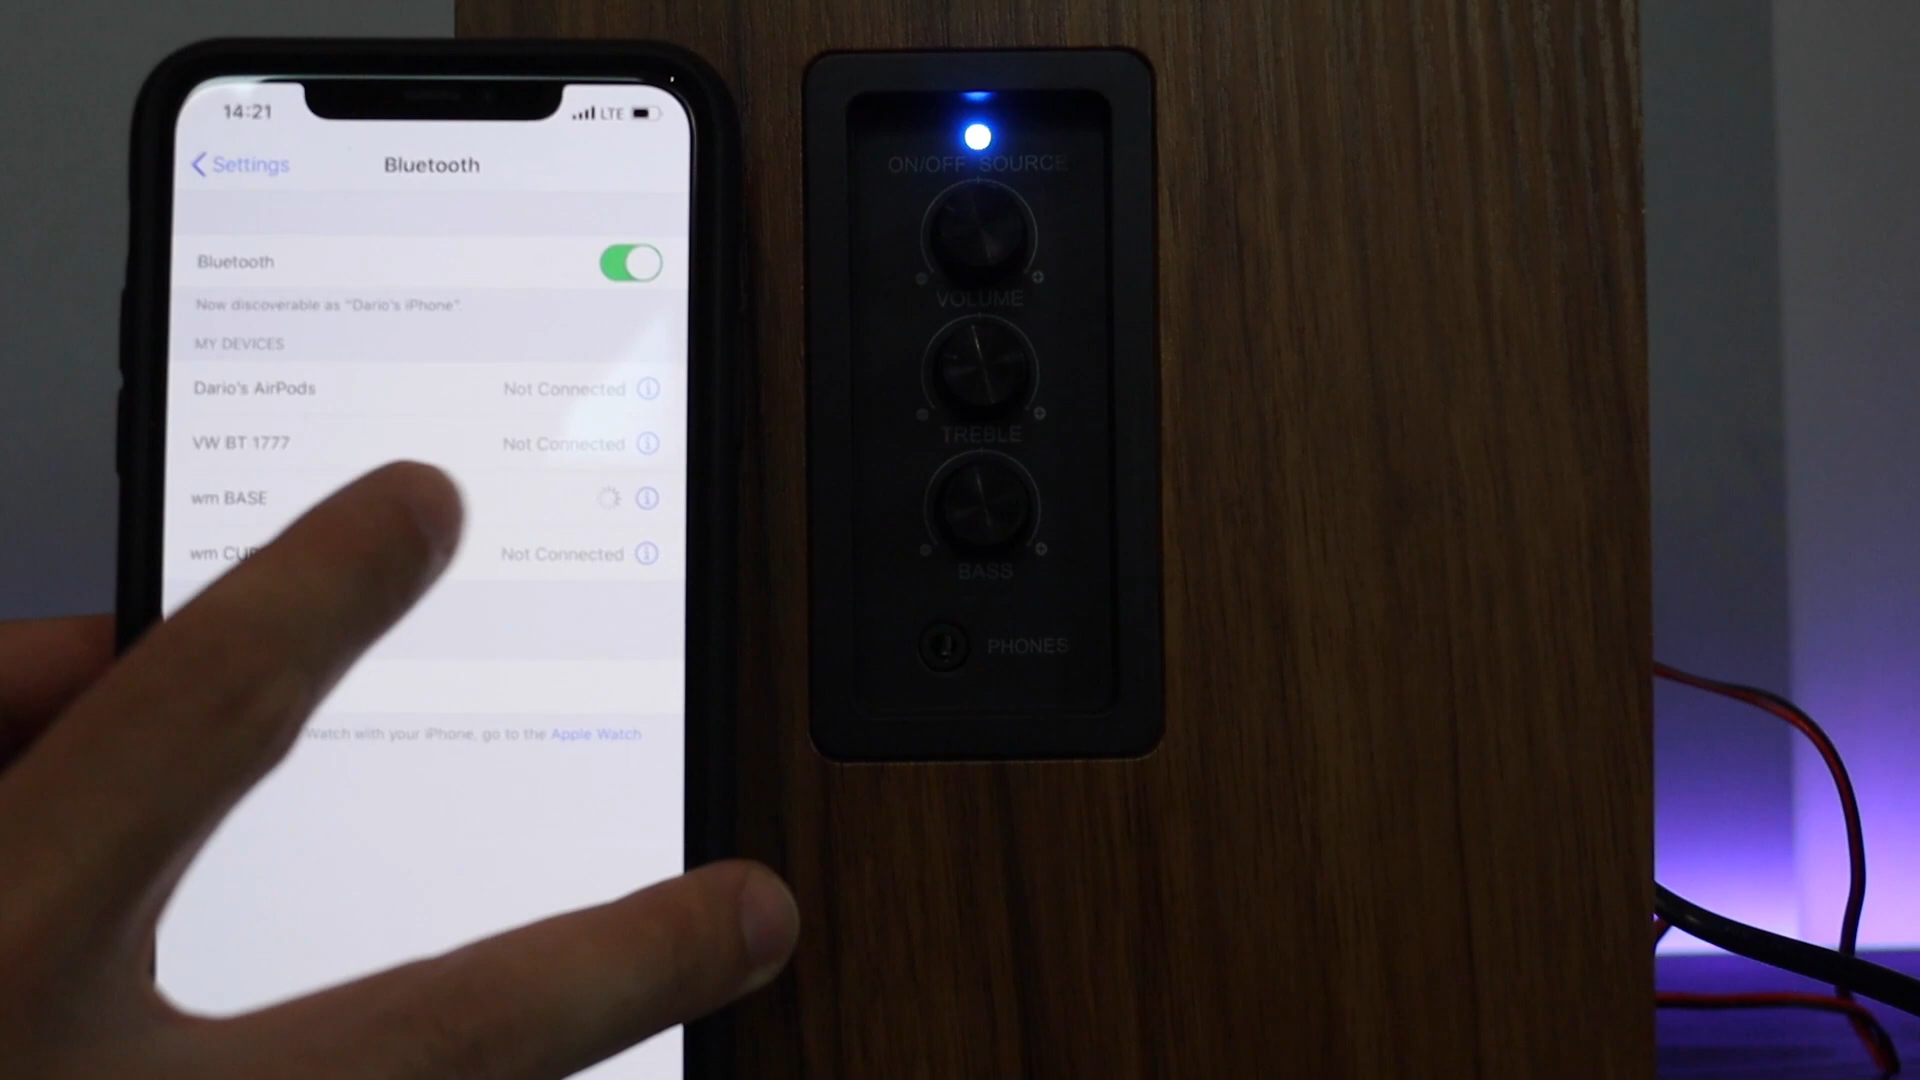 14:21
LTE
Settings
Bluetooth
Bluetooth
Now discoverable as "Dario's iPhone".
MY DEVICES
Dario's AirPods Not Connected
VW BT 1777 Not Connected
wm BASE
wm Not Connected
Watch with your iPhone, go to the Apple Watch
ON/OFF SOURCE
VOLUME
TREBLE
BASS
PHONES